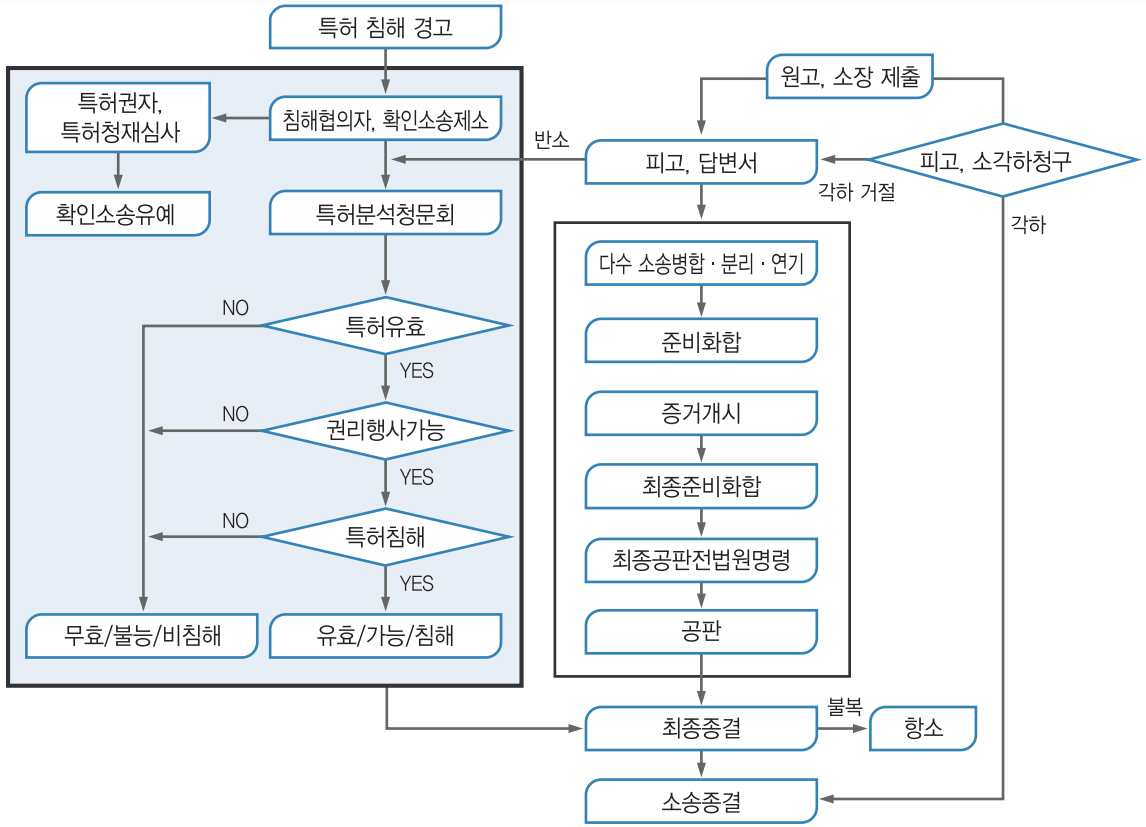 특허 침해 경고
특허권자,
특허청재심사
침해협의자, 확인소송제소
확인소송유예
특허분석청문회
NO
특허유효
YES
NO
권리행사가능
YES
NO
특허침해
YES
무효/불능/비침해
유효/가능/침해
원고, 소장 제출
반소
피고, 답변서
피고, 소각하청구
각하 거절
각하
다수 소송병합 · 분리 · 연기
준비화합
증거개시
최종준비화합
최종공판전법원명령
공판
최종종결
불복
항소
소송종결